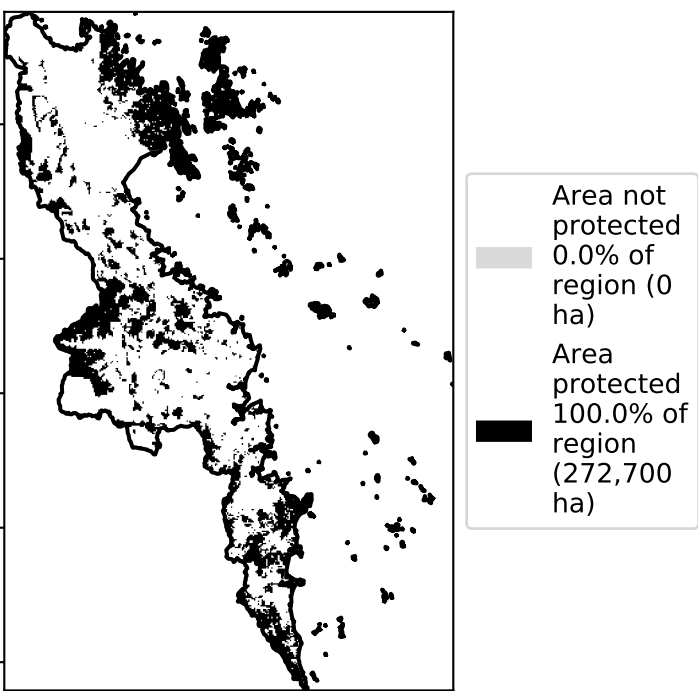 Area not
protected
0.0% of
region (0
ha)
Area
protected
100.0% of
region
(272,700
ha)